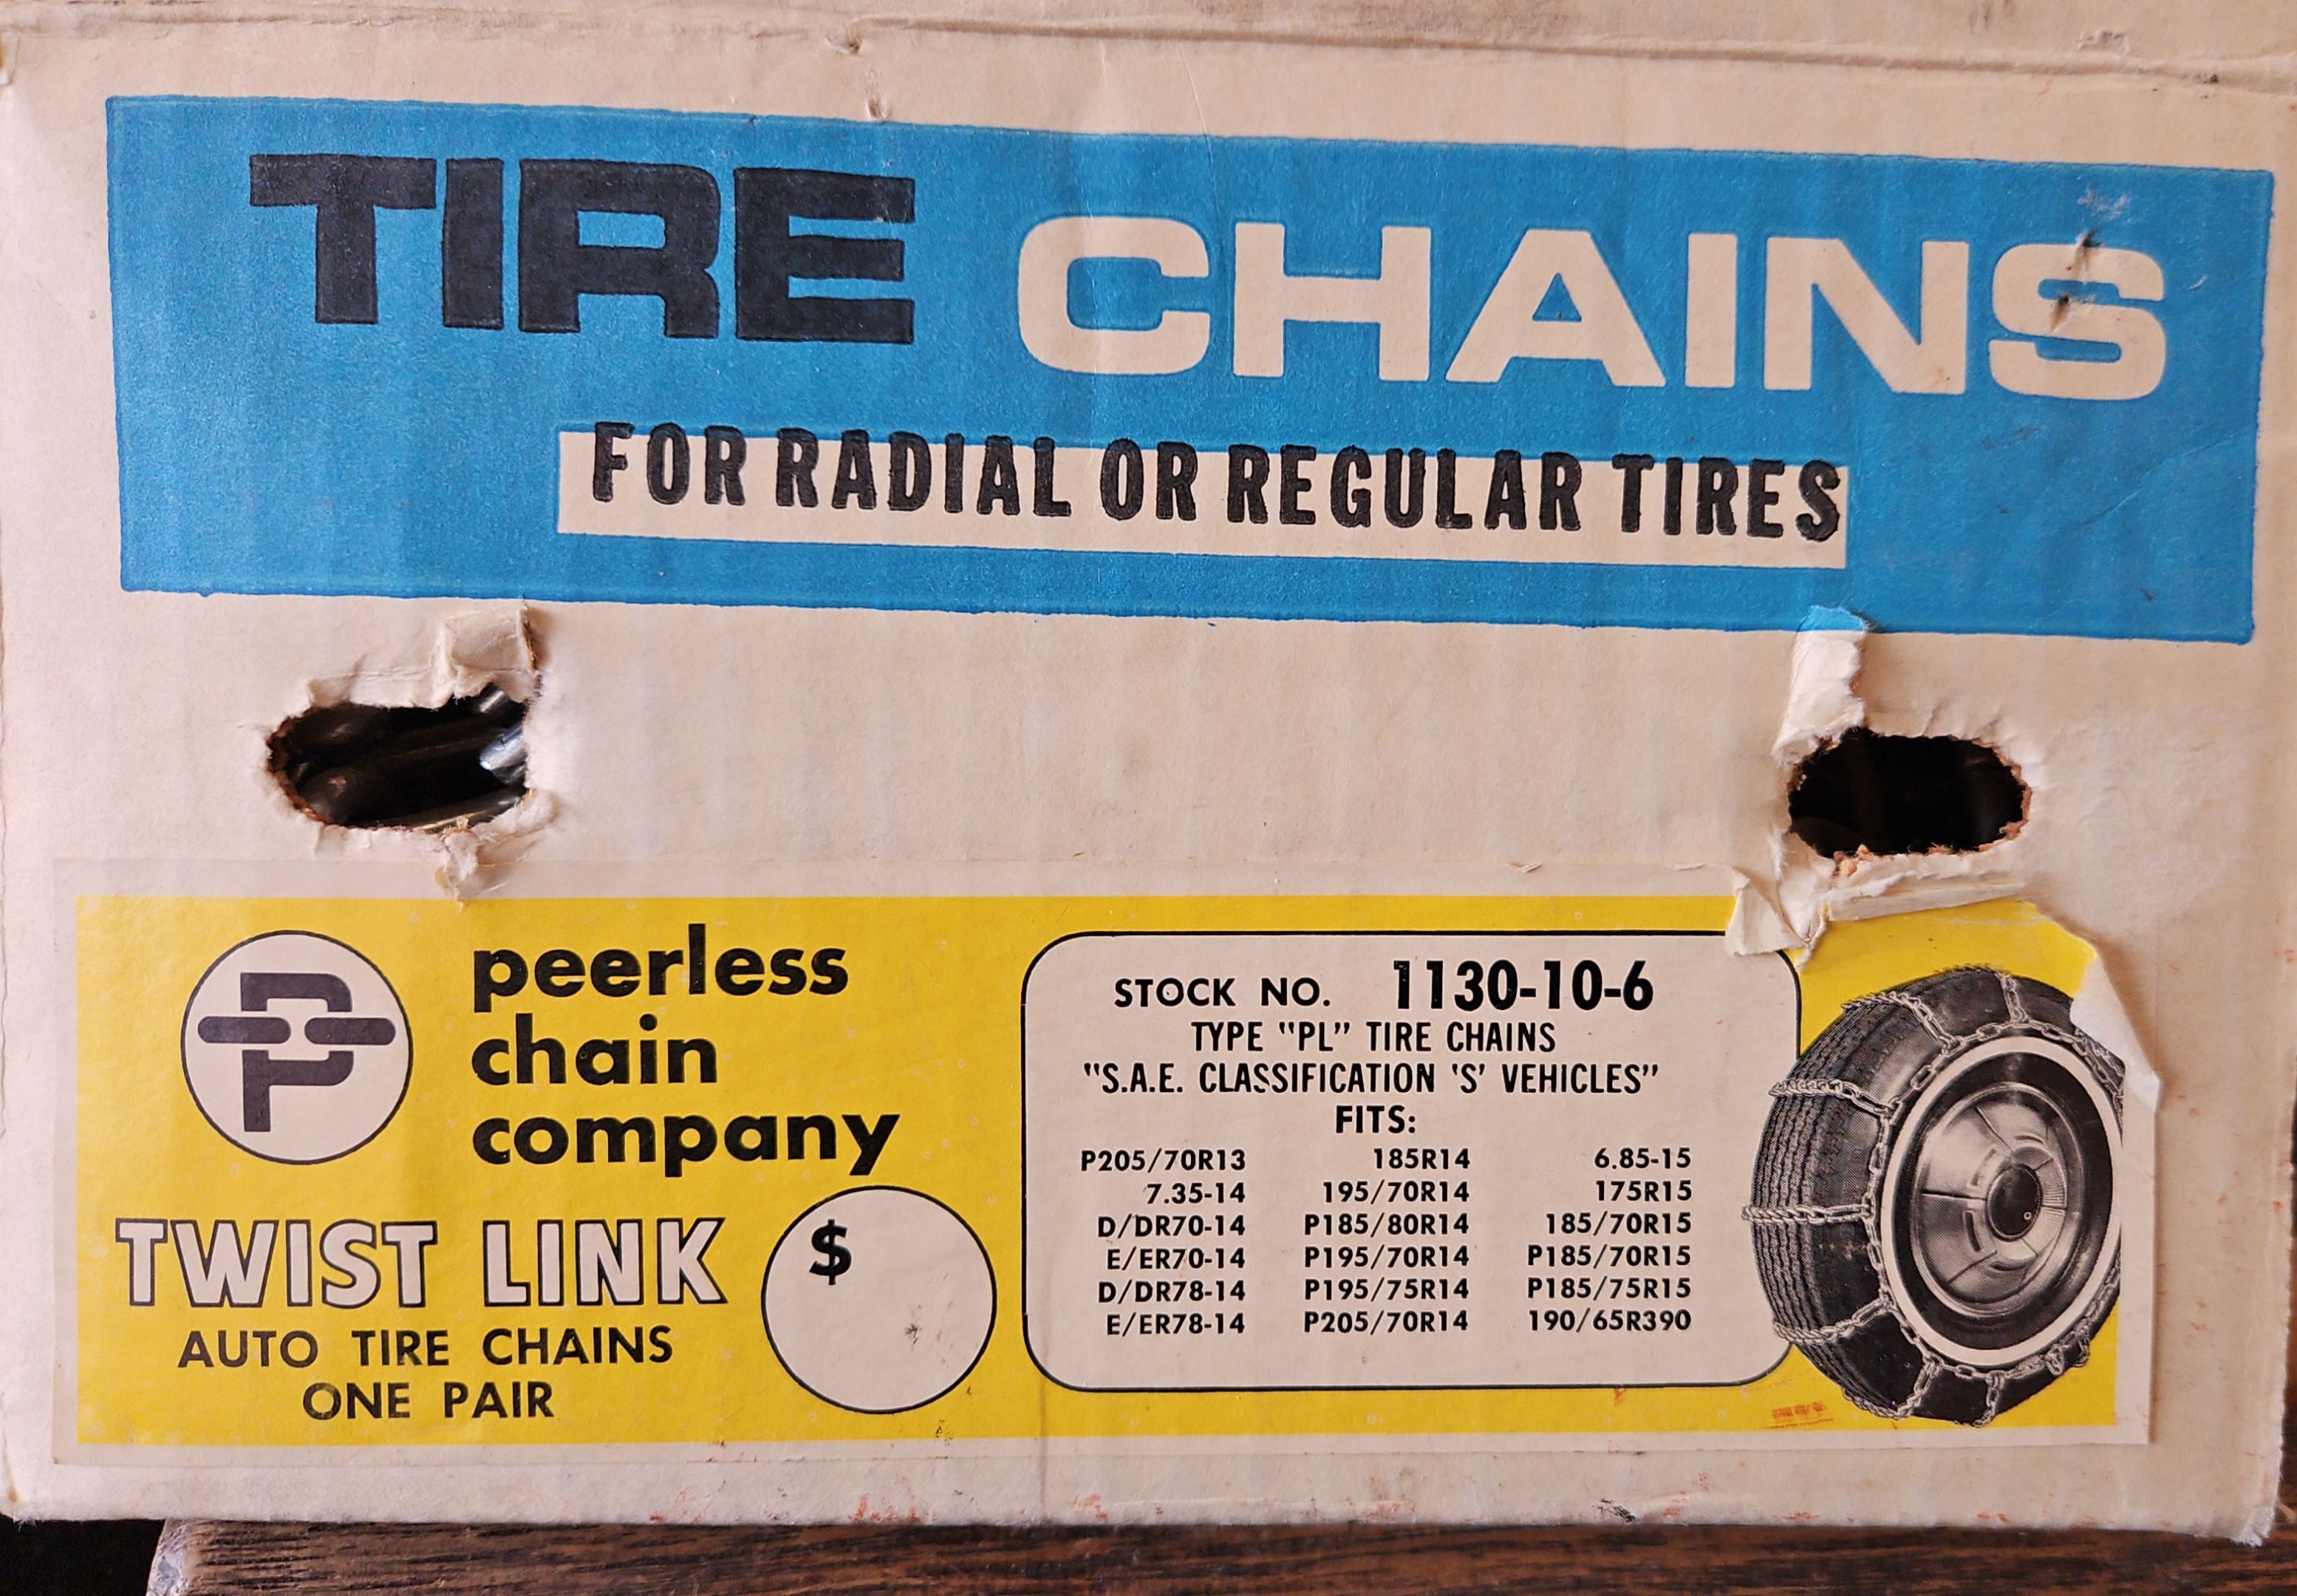 TIRE CHAINS
FOR RADIAL OR REGULAR TIRES
P
peerless
chain
company
TWIST LINK
AUTO TIRE CHAINS
ONE PAIR
$
STOCK NO. 1130-10-6
TYPE "PL" TIRE CHAINS
"S.A.E. CLASSIFICATION 'S' VEHICLES"
FITS:
P205/70R13 185R14 6.85-15
7.35-14 195/70R14 175R15
D/DR70-14 P185/80R14 185/70R15
E/ER70-14 P195/70R14 P185/70R15
D/DR78-14 P195/75R14 P185/75R15
E/ER78-14 P205/70R14 190/65R390